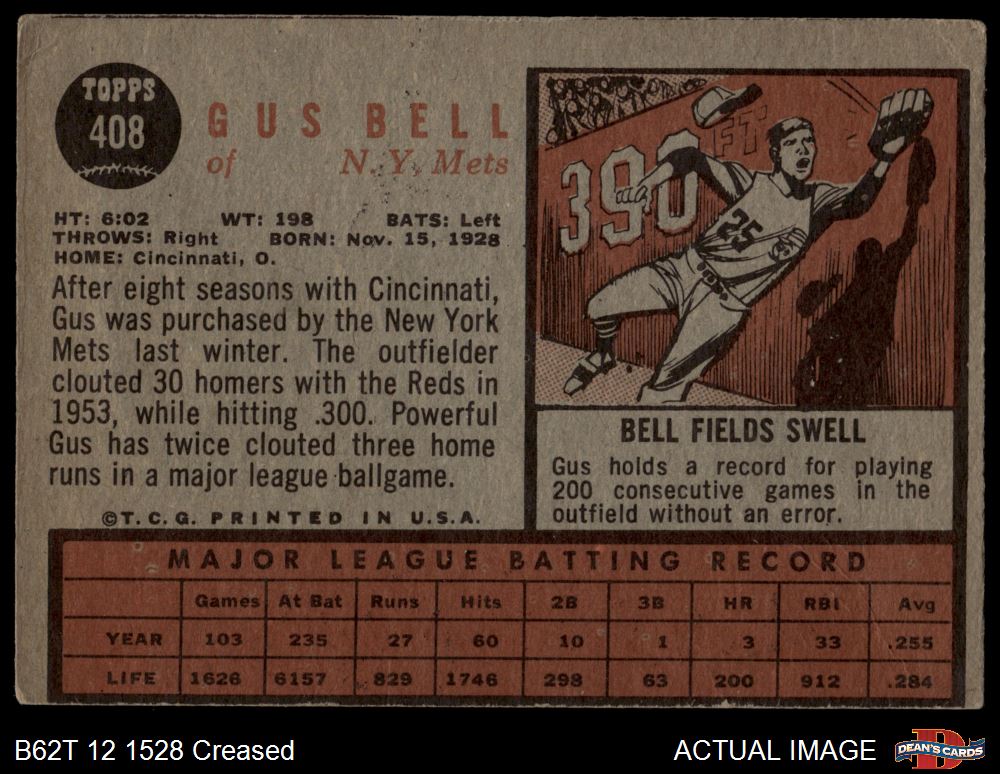 TOPPS
408
GUS BELL
of N. Y. Mets
HT: 6:02 WT: 198 BATS: Left
THROWS: Right BORN: Nov. 15, 1928
HOME: Cincinnati, O.
After eight seasons with Cincinnati,
Gus was purchased by the New York
Mets last winter. The outfielder
clouted 30 homers with the Reds in
1953, while hitting .300. Powerful
Gus has twice clouted three home
runs in a major league ballgame.
©T. C. G. PRINTED IN U.S.A.
390 FT
25
BELL FIELDS SWELL
Gus holds a record for playing
200 consecutive games in the
outfield without an error.
MAJOR LEAGUE BATTING RECORD
Games At Bat Runs Hits 2B 3B HR RBI Avg
YEAR 103 235 27 60 10 1 3 33 .255
LIFE 1626 6157 829 1746 298 63 200 912 .284
B62T 12 1528 Creased
ACTUAL IMAGE
D
DEAN'S CARDS